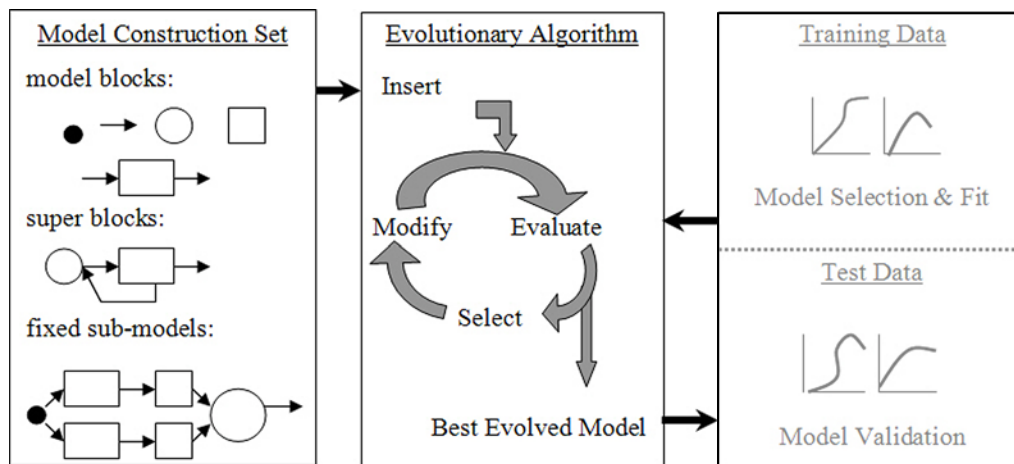 Model Construction Set
model blocks:
super blocks:
fixed sub-models:
Evolutionary Algorithm
Insert
Modify
Evaluate
Select
Best Evolved Model
Training Data
Model Selection & Fit
Test Data
Model Validation